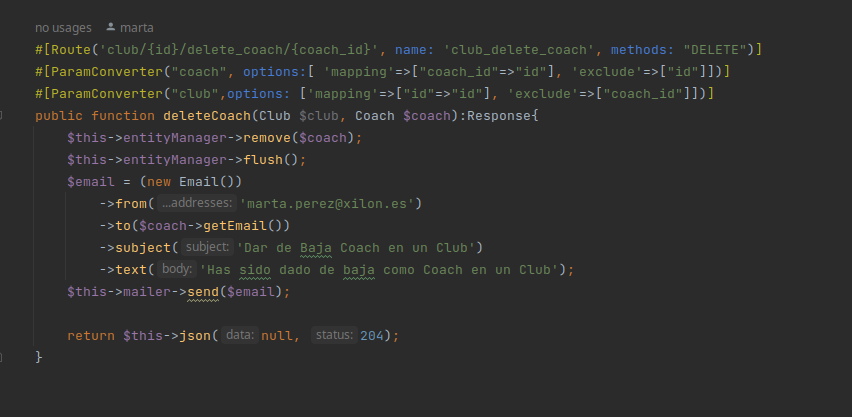 no usages marta
#[Route('club/{id}/delete_coach/{coach_id}', name: 'club_delete_coach', methods: "DELETE")]
#[ParamConverter("coach", options:[ 'mapping'=>["coach_id"=>"id"], 'exclude'=>["id"]])]
#[ParamConverter("club",options: ['mapping'=>["id"=>"id"], 'exclude'=>["coach_id"]])]
public function deleteCoach(Club $club, Coach $coach):Response{
$this->entityManager->remove($coach);
$this->entityManager->flush();
$email = (new Email())
->from( ...addresses: 'marta.perez@xilon.es')
->to($coach->getEmail())
->subject( subject: 'Dar de Baja Coach en un Club')
->text( body: 'Has sido dado de baja como Coach en un Club');
$this->mailer->send($email);
return $this->json( data: null, status: 204);
}